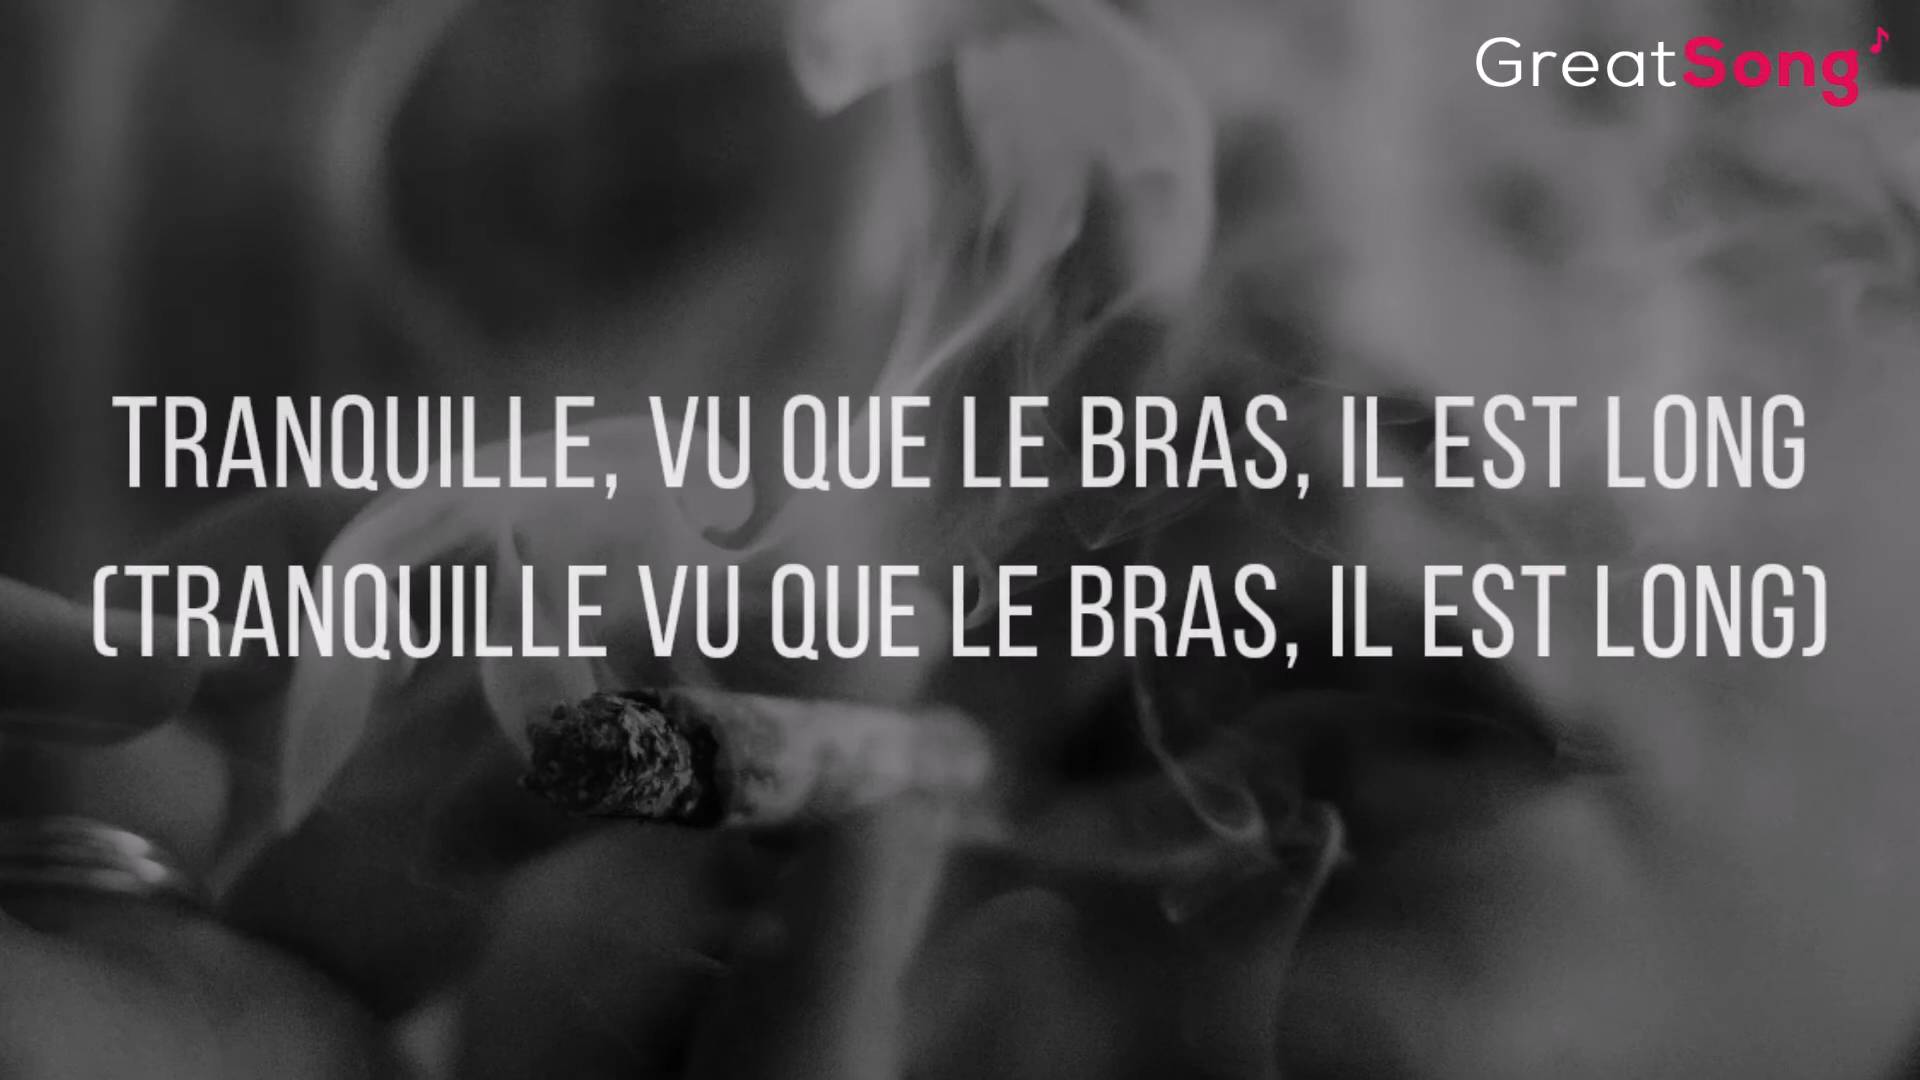 GreatSong
TRANQUILLE, VU QUE LE BRAS, IL EST LONG
(TRANQUILLE VU QUE LE BRAS, IL EST LONG)